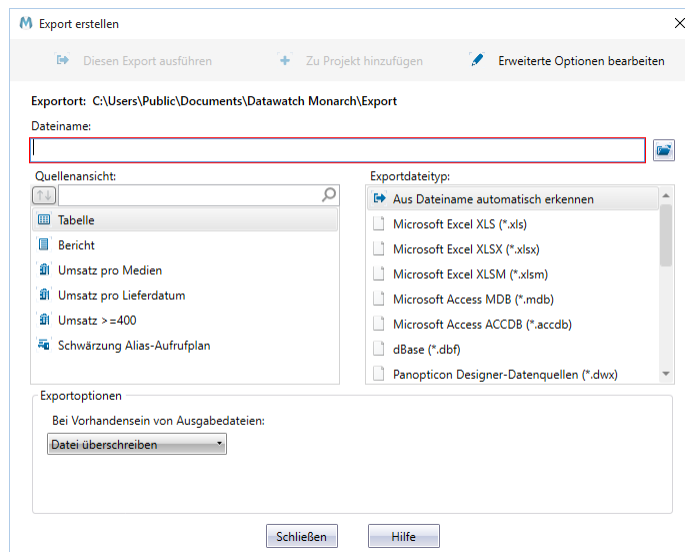 Export erstellen
Diesen Export ausführen
Zu Projekt hinzufügen
Erweiterte Optionen bearbeiten
Exportort: C:\Users\Public\Documents\Datawatch Monarch\Export
Dateiname:
Quellenansicht:
Tabelle
Bericht
Umsatz pro Medien
Umsatz pro Lieferdatum
Umsatz >=400
Schwärzung Alias-Aufrufplan
Exportdateityp:
Aus Dateiname automatisch erkennen
Microsoft Excel XLS (*.xls)
Microsoft Excel XLSX (*.xlsx)
Microsoft Excel XLSM (*.xlsm)
Microsoft Access MDB (*.mdb)
Microsoft Access ACCDB (*.accdb)
dBase (*.dbf)
Panopticon Designer-Datenquellen (*.dwx)
Exportoptionen
Bei Vorhandensein von Ausgabedateien:
Datei überschreiben
Schließen
Hilfe